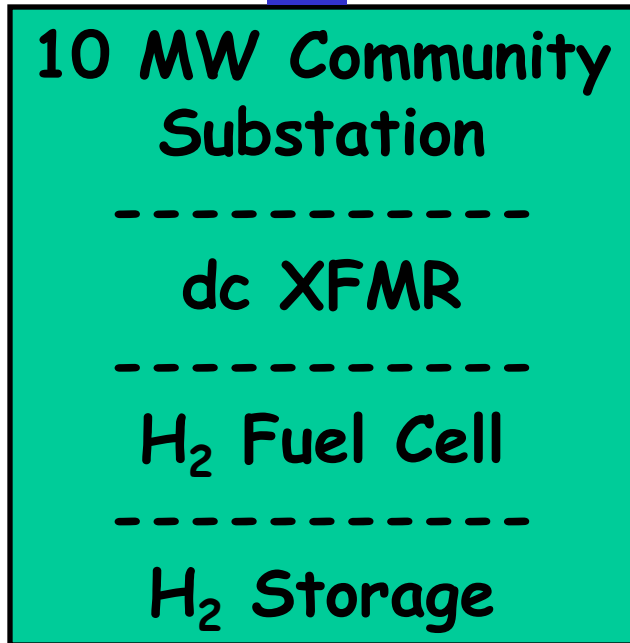 10 MW Community
Substation
- - - - - - - - - - -
dc XFMR
- - - - - - - - - - -
H₂ Fuel Cell
- - - - - - - - - - -
H₂ Storage